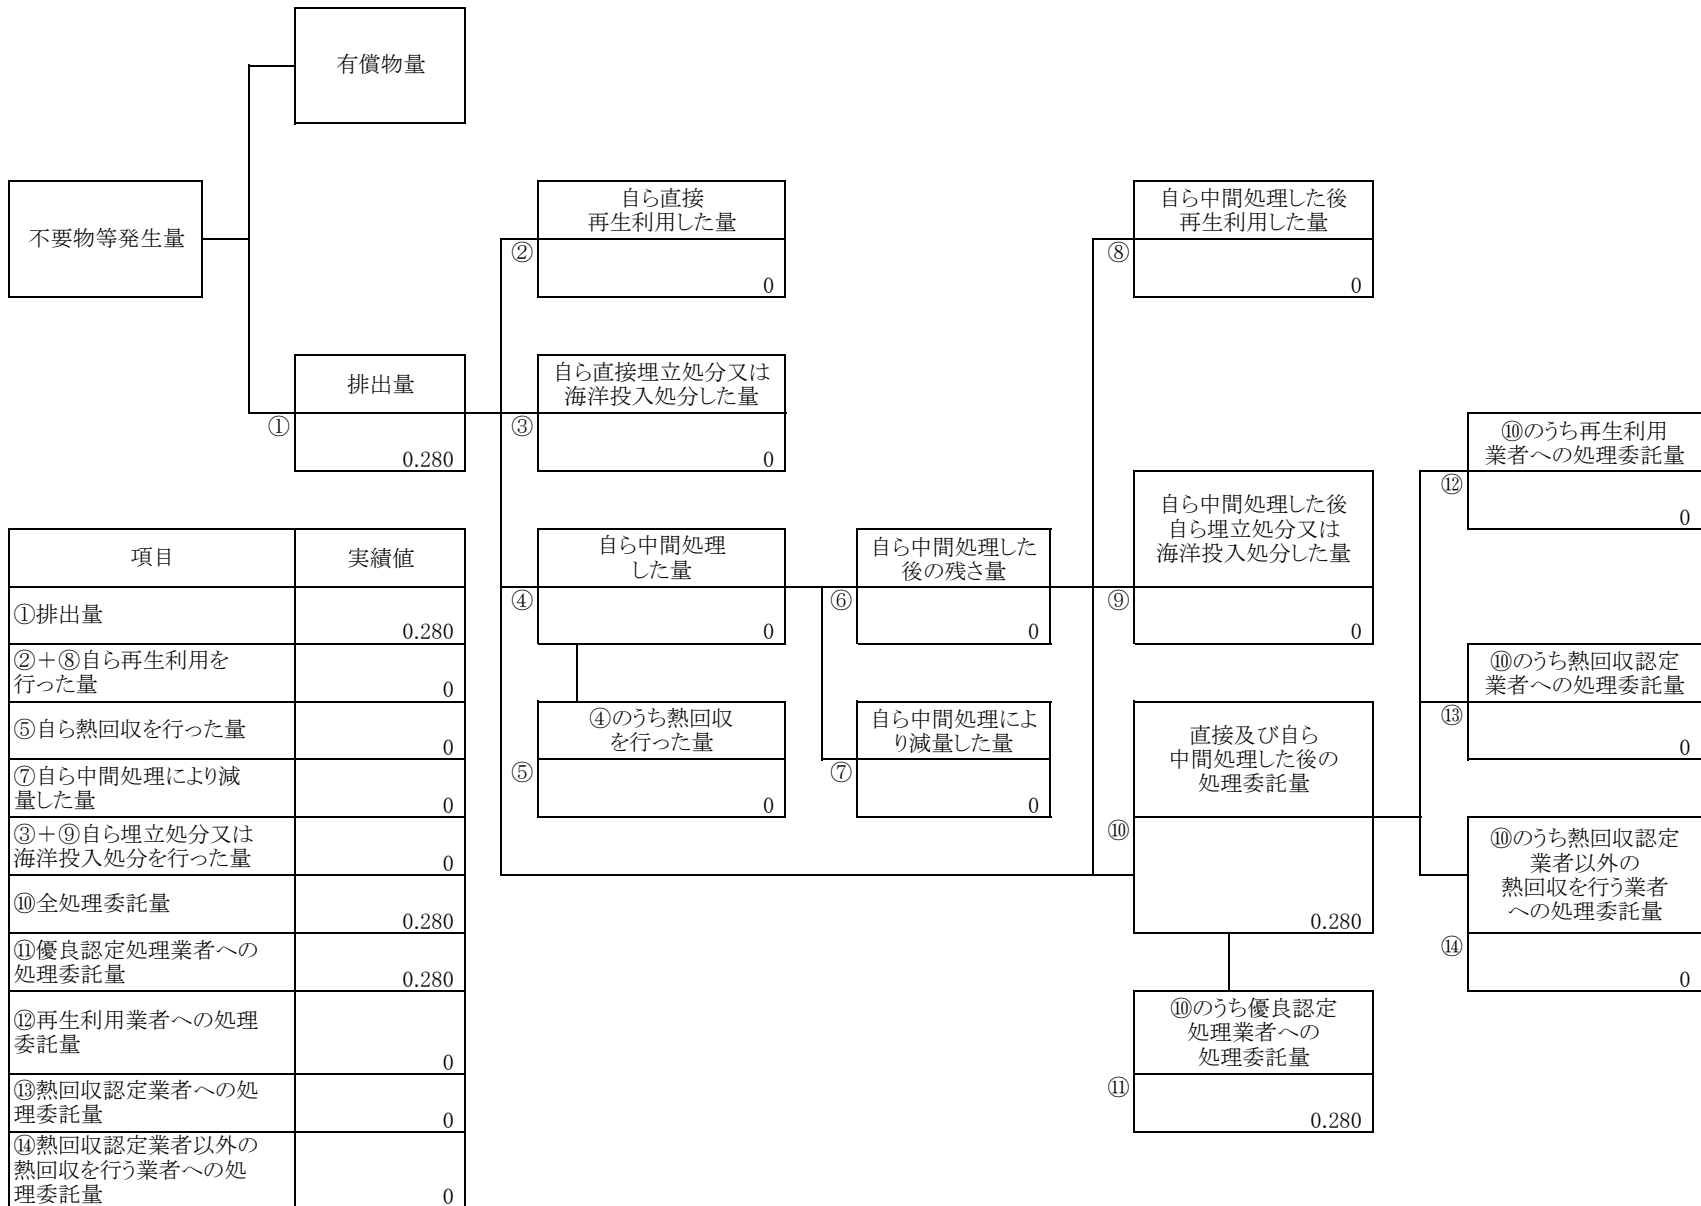 有償物量
不要物等発生量
自ら直接
再生利用した量
②
0
自ら中間処理した後
再生利用した量
⑧
0
排出量
①
0.280
自ら直接埋立処分又は
海洋投入処分した量
③
0
⑩のうち再生利用
業者への処理委託量
⑫
0
自ら中間処理した後
自ら埋立処分又は
海洋投入処分した量
⑨
0
自ら中間処理
した量
④
0
自ら中間処理した
後の残さ量
⑥
0
⑩のうち熱回収認定
業者への処理委託量
⑬
0
④のうち熱回収
を行った量
⑤
0
自ら中間処理によ
り減量した量
⑦
0
直接及び自ら
中間処理した後の
処理委託量
⑩
0.280
⑩のうち熱回収認定
業者以外の
熱回収を行う業者
への処理委託量
⑭
0
⑩のうち優良認定
処理業者への
処理委託量
⑪
0.280
項目 実績値
①排出量
0.280
②＋⑧自ら再生利用を
行った量 0
⑤自ら熱回収を行った量
0
⑦自ら中間処理により減
量した量 0
③＋⑨自ら埋立処分又は
海洋投入処分を行った量 0
⑩全処理委託量
0.280
⑪優良認定処理業者への
処理委託量 0.280
⑫再生利用業者への処理
委託量
0
⑬熱回収認定業者への処
理委託量 0
⑭熱回収認定業者以外の
熱回収を行う業者への処
理委託量 0